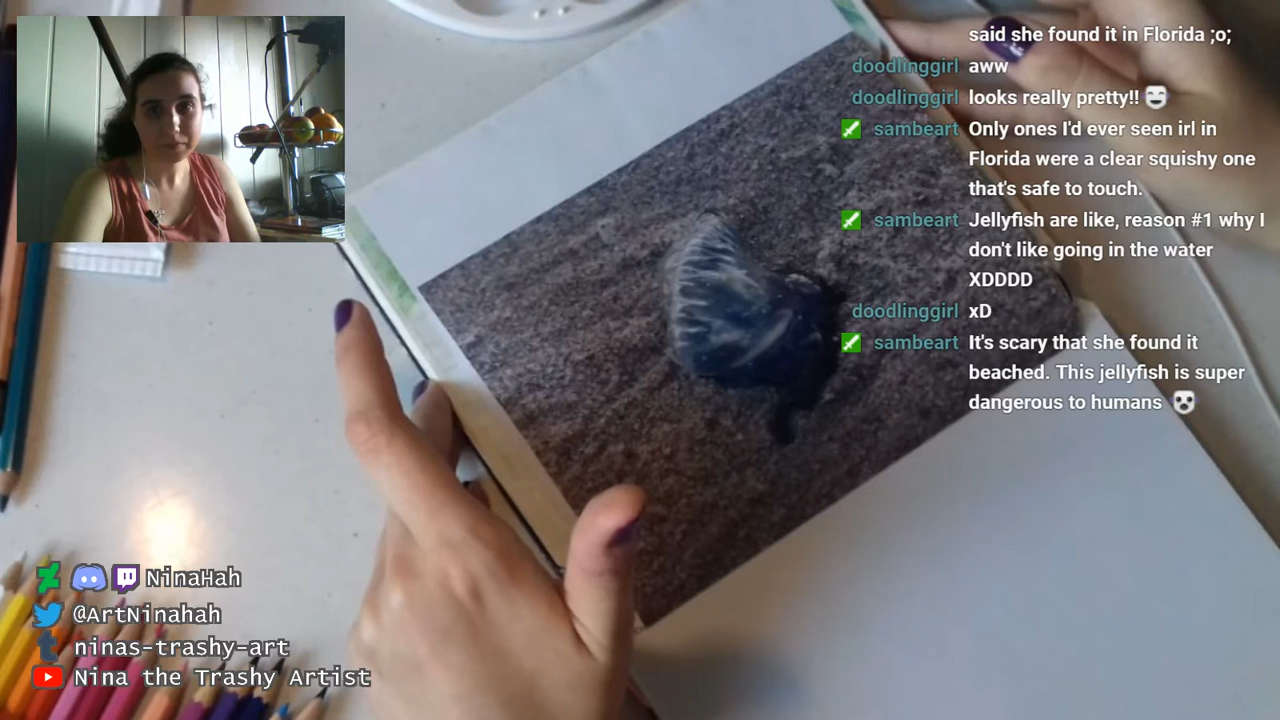 said she found it in Florida ;o;
doodlinggirl aww
doodlinggirl looks really pretty!!
sambeart Only ones I'd ever seen irl in
Florida were a clear squishy one
that's safe to touch.
sambeart Jellyfish are like, reason #1 why I
don't like going in the water
XDDDD
doodlinggirl xD
sambeart It's scary that she found it
beached. This jellyfish is super
dangerous to humans
NinaHah
@ArtNinahah
ninas-trashy-art
Nina the Trashy Artist